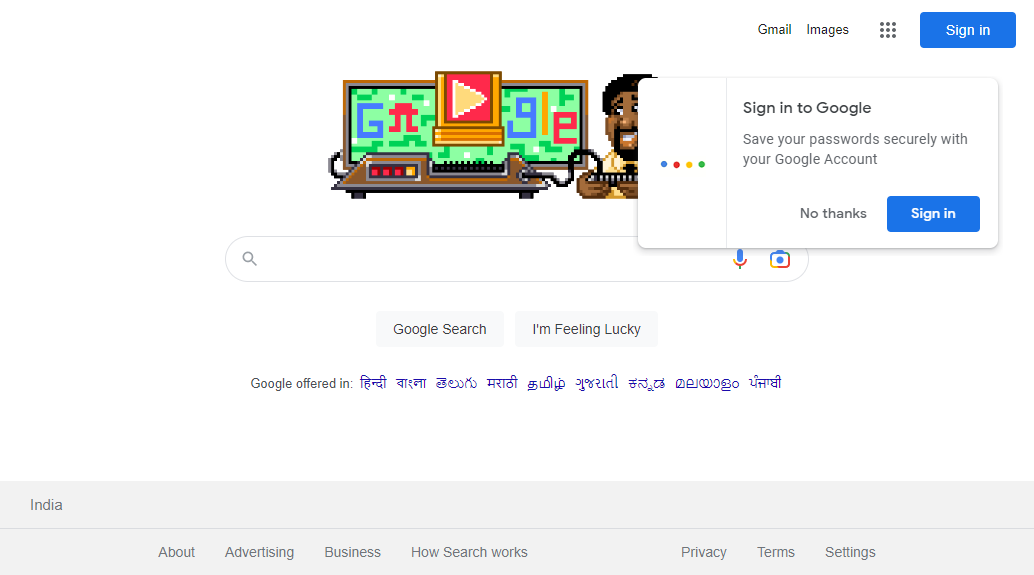 Gmail Images Sign in
Google
Sign in to Google
Save your passwords securely with
your Google Account
No thanks Sign in
Google Search I'm Feeling Lucky
Google offered in: हिन्दी বাংলা తెలుగు मराठी தமிழ் ગુજરાતી ಕನ್ನಡ മലയാളം ਪੰਜਾਬੀ
India
About Advertising Business How Search works Privacy Terms Settings